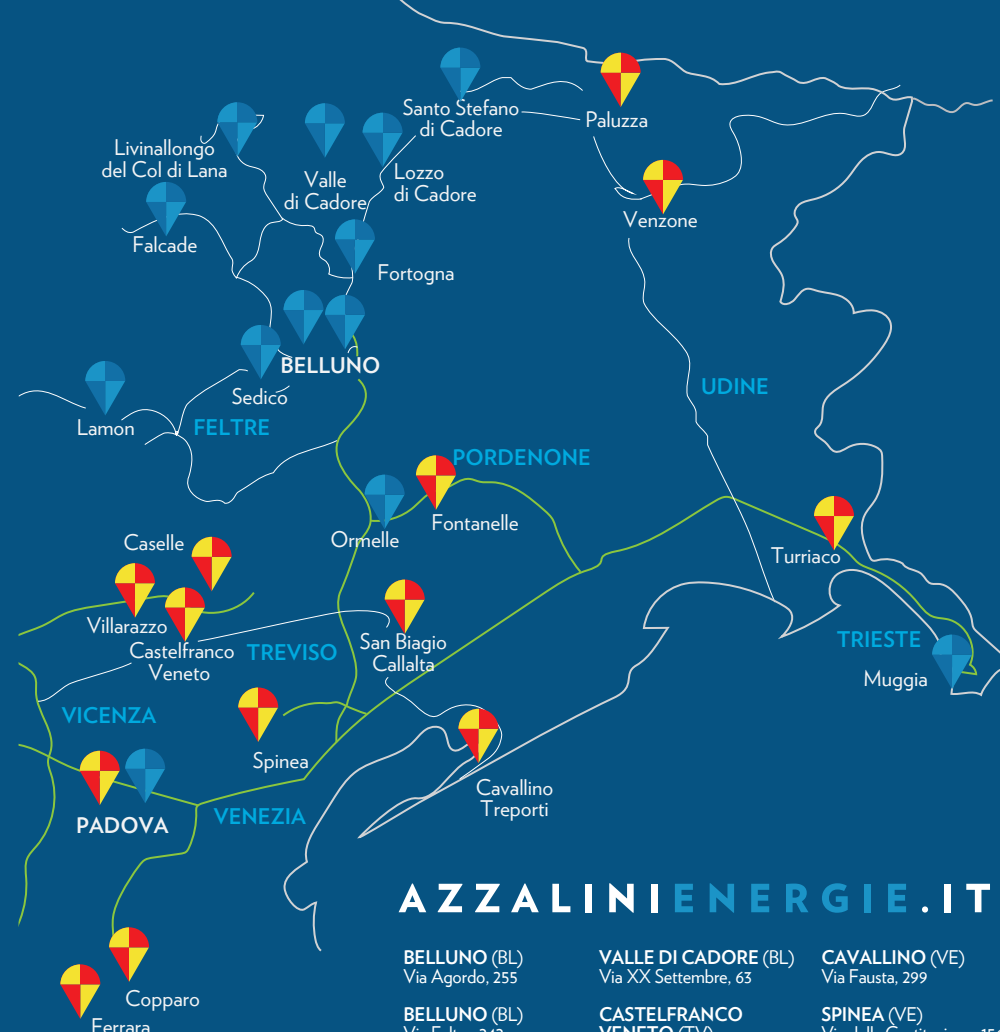 Santo Stefano
di Cadore
Paluzza
Livinallongo
del Col di Lana
Valle
di Cadore
Lozzo
di Cadore
Venzone
Falcade
Fortogna
BELLUNO
Sedico
UDINE
Lamon
FELTRE
PORDENONE
Fontanelle
Ormelle
Caselle
Turriaco
Villarazzo
Castelfranco
Veneto
TREVISO
San Biagio
Callalta
TRIESTE
Muggia
VICENZA
Spinea
Cavallino
Treporti
PADOVA
VENEZIA
AZZALINIENERGIE.IT
Copparo
Ferrara
BELLUNO (BL)
Via Agordo, 255
BELLUNO (BL)
VALLE DI CADORE (BL)
Via XX Settembre, 63
CASTELFRANCO
VENETO (TV)
CAVALLINO (VE)
Via Fausta, 299
SPINEA (VE)